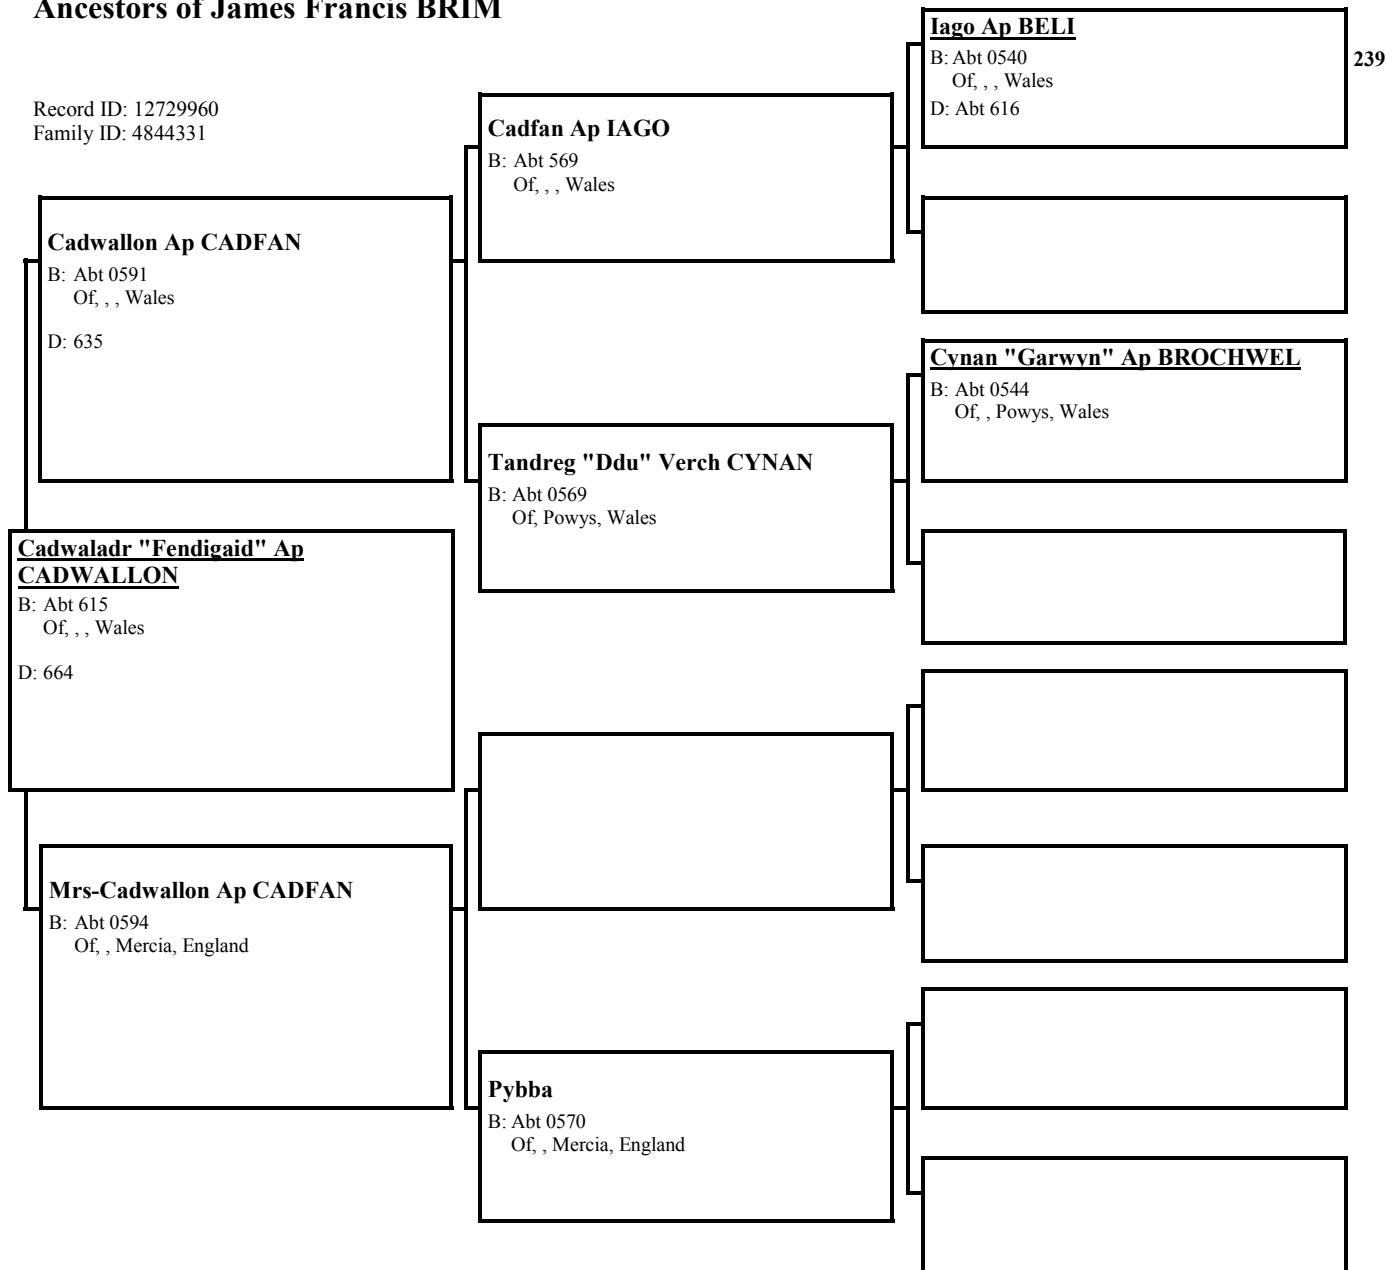 Ancestors of James Francis BRIM
Record ID: 12729960
Family ID: 4844331
Iago Ap BELI
B: Abt 0540
Of, , , Wales
D: Abt 616
239
Cadfan Ap IAGO
B: Abt 569
Of, , , Wales
Cadwallon Ap CADFAN
B: Abt 0591
Of, , , Wales
D: 635
Cynan "Garwyn" Ap BROCHWEL
B: Abt 0544
Of, , Powys, Wales
Tandreg "Ddu" Verch CYNAN
B: Abt 0569
Of, Powys, Wales
Cadwaladr "Fendigaid" Ap
CADWALLON
B: Abt 615
Of, , , Wales
D: 664
Mrs-Cadwallon Ap CADFAN
B: Abt 0594
Of, , Mercia, England
Pybba
B: Abt 0570
Of, , Mercia, England